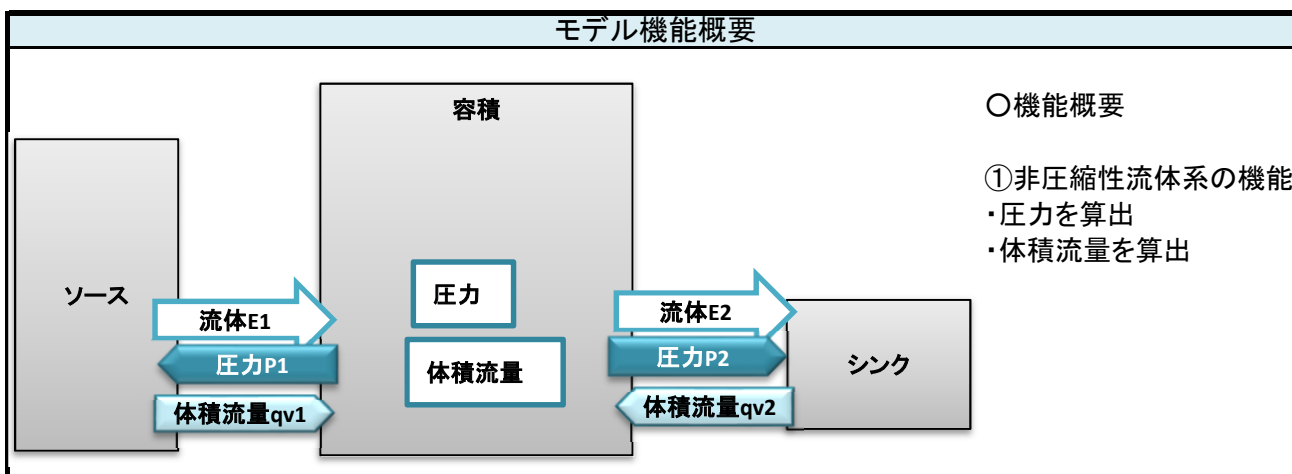 モデル機能概要
容積
ソース
圧力
体積流量
流体E1
圧力P1
体積流量qv1
流体E2
圧力P2
体積流量qv2
シンク
〇機能概要
①非圧縮性流体系の機能
・圧力を算出
・体積流量を算出